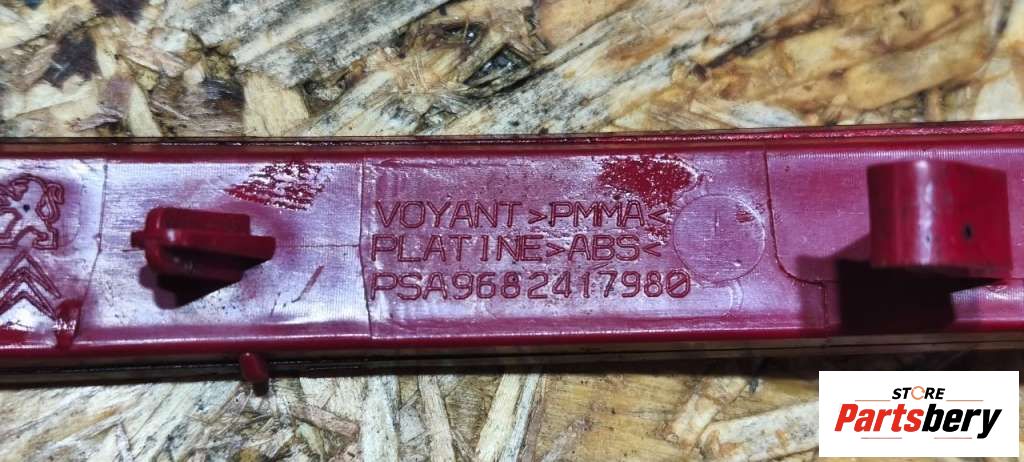 VOYANT>PMMA<
PLATINE>ABS<
PSA9682417980
STORE
Partsbery